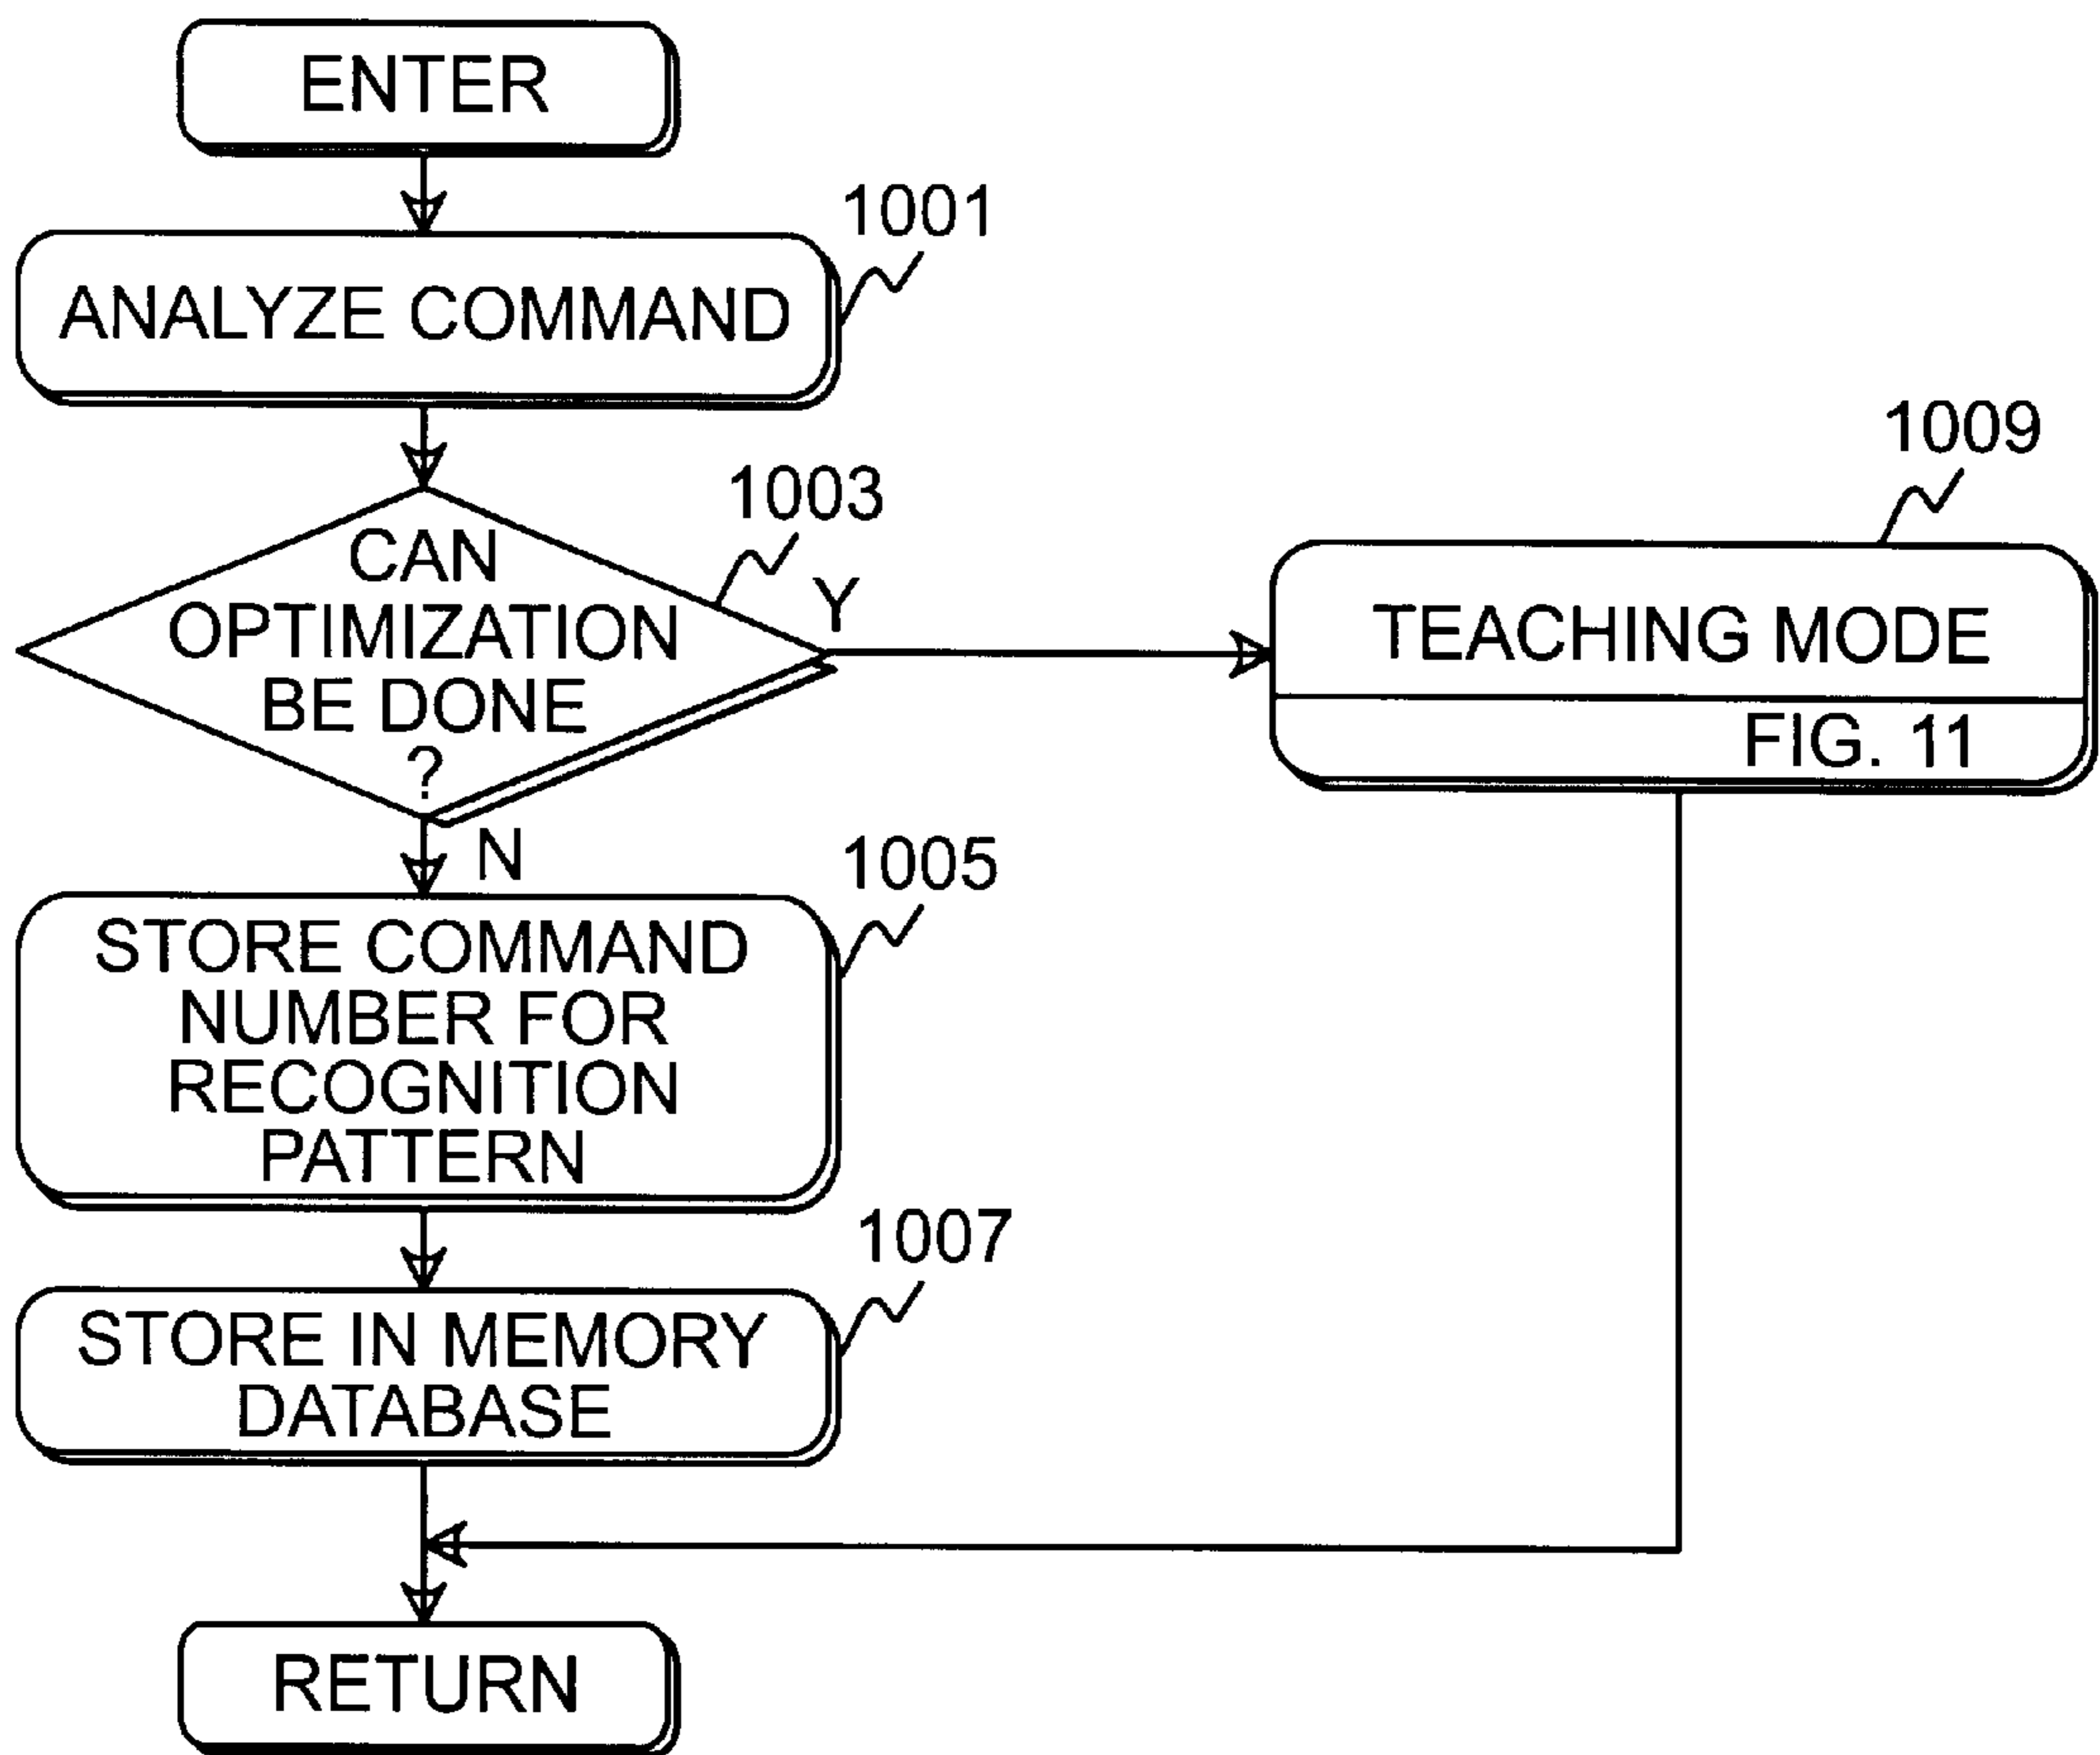 ENTER
1001
ANALYZE COMMAND
1003
CAN
OPTIMIZATION
BE DONE
?
Y
N
1009
TEACHING MODE
FIG. 11
1005
STORE COMMAND
NUMBER FOR
RECOGNITION
PATTERN
1007
STORE IN MEMORY
DATABASE
RETURN